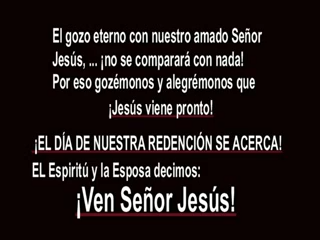 El gozo eterno con nuestro amado Señor
Jesús, ... ¡no se comparará con nada!
Por eso gozémonos y alegrémonos que
¡Jesús viene pronto!
¡EL DÍA DE NUESTRA REDENCIÓN SE ACERCA!
EL Espiritú y la Esposa decimos:
¡Ven Señor Jesús!